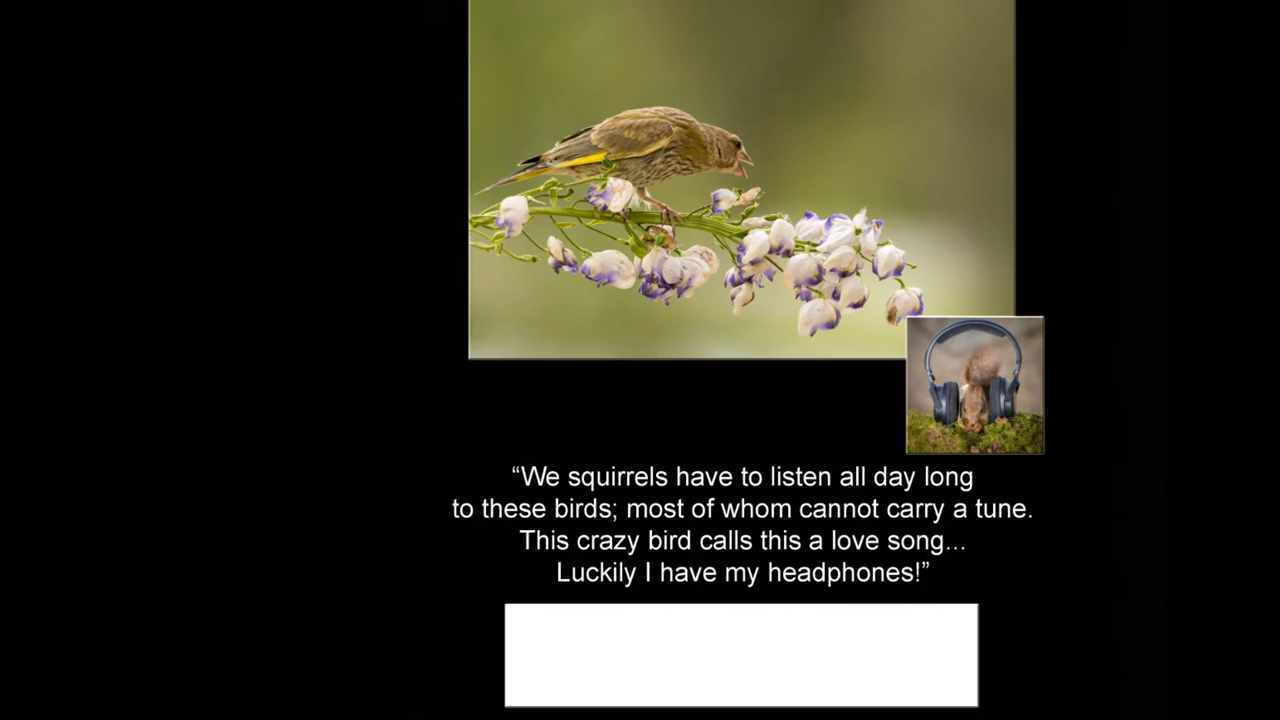 “We squirrels have to listen all day long
to these birds; most of whom cannot carry a tune.
This crazy bird calls this a love song...
Luckily I have my headphones!”